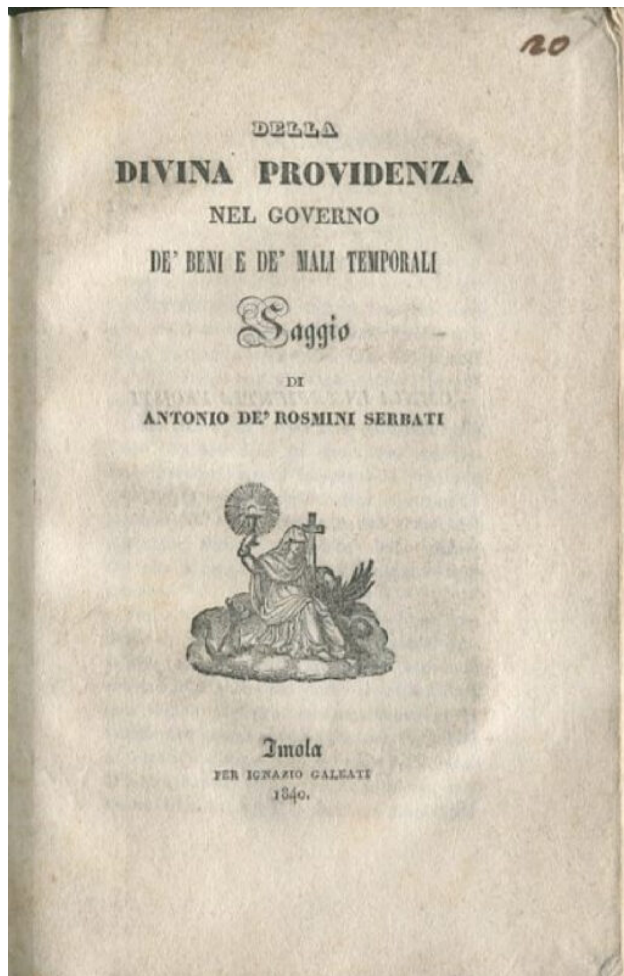 20
DELLA
DIVINA PROVIDENZA
NEL GOVERNO
DE' BENI E DE' MALI TEMPORALI
Saggio
DI
ANTONIO DE' ROSMINI SERBATI
Imola
PER IGNAZIO GALEATI
1840.